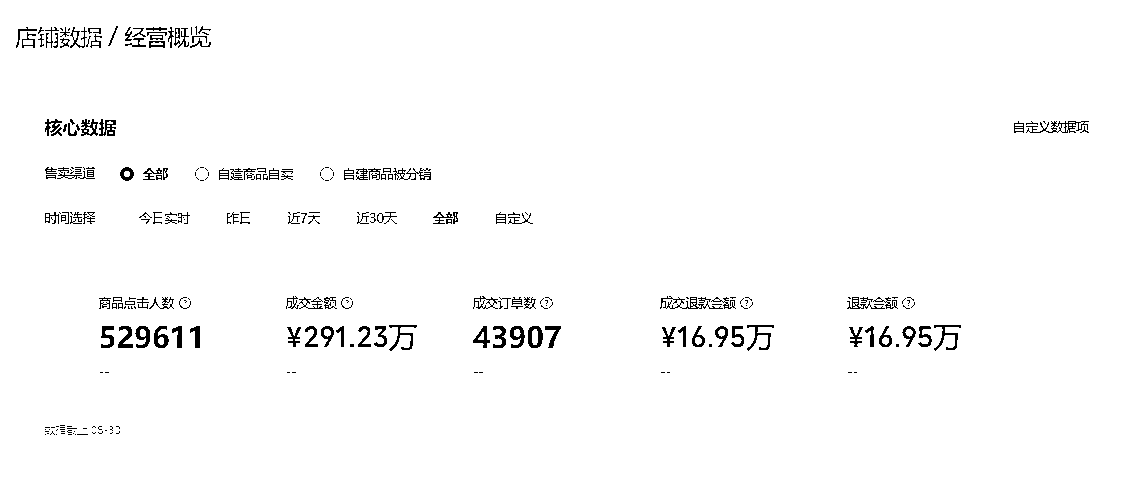 店铺数据 / 经营概览
核心数据 自定义数据项
售卖渠道 全部 自建商品自卖 自建商品被分销
时间选择 今日实时 昨日 近7天 近30天 全部 自定义
商品点击人数 ? 成交金额 ? 成交订单数 ? 成交退款金额 ? 退款金额 ?
529611 ¥291.23万 43907 ¥16.95万 ¥16.95万
-- -- -- -- --
数据截止